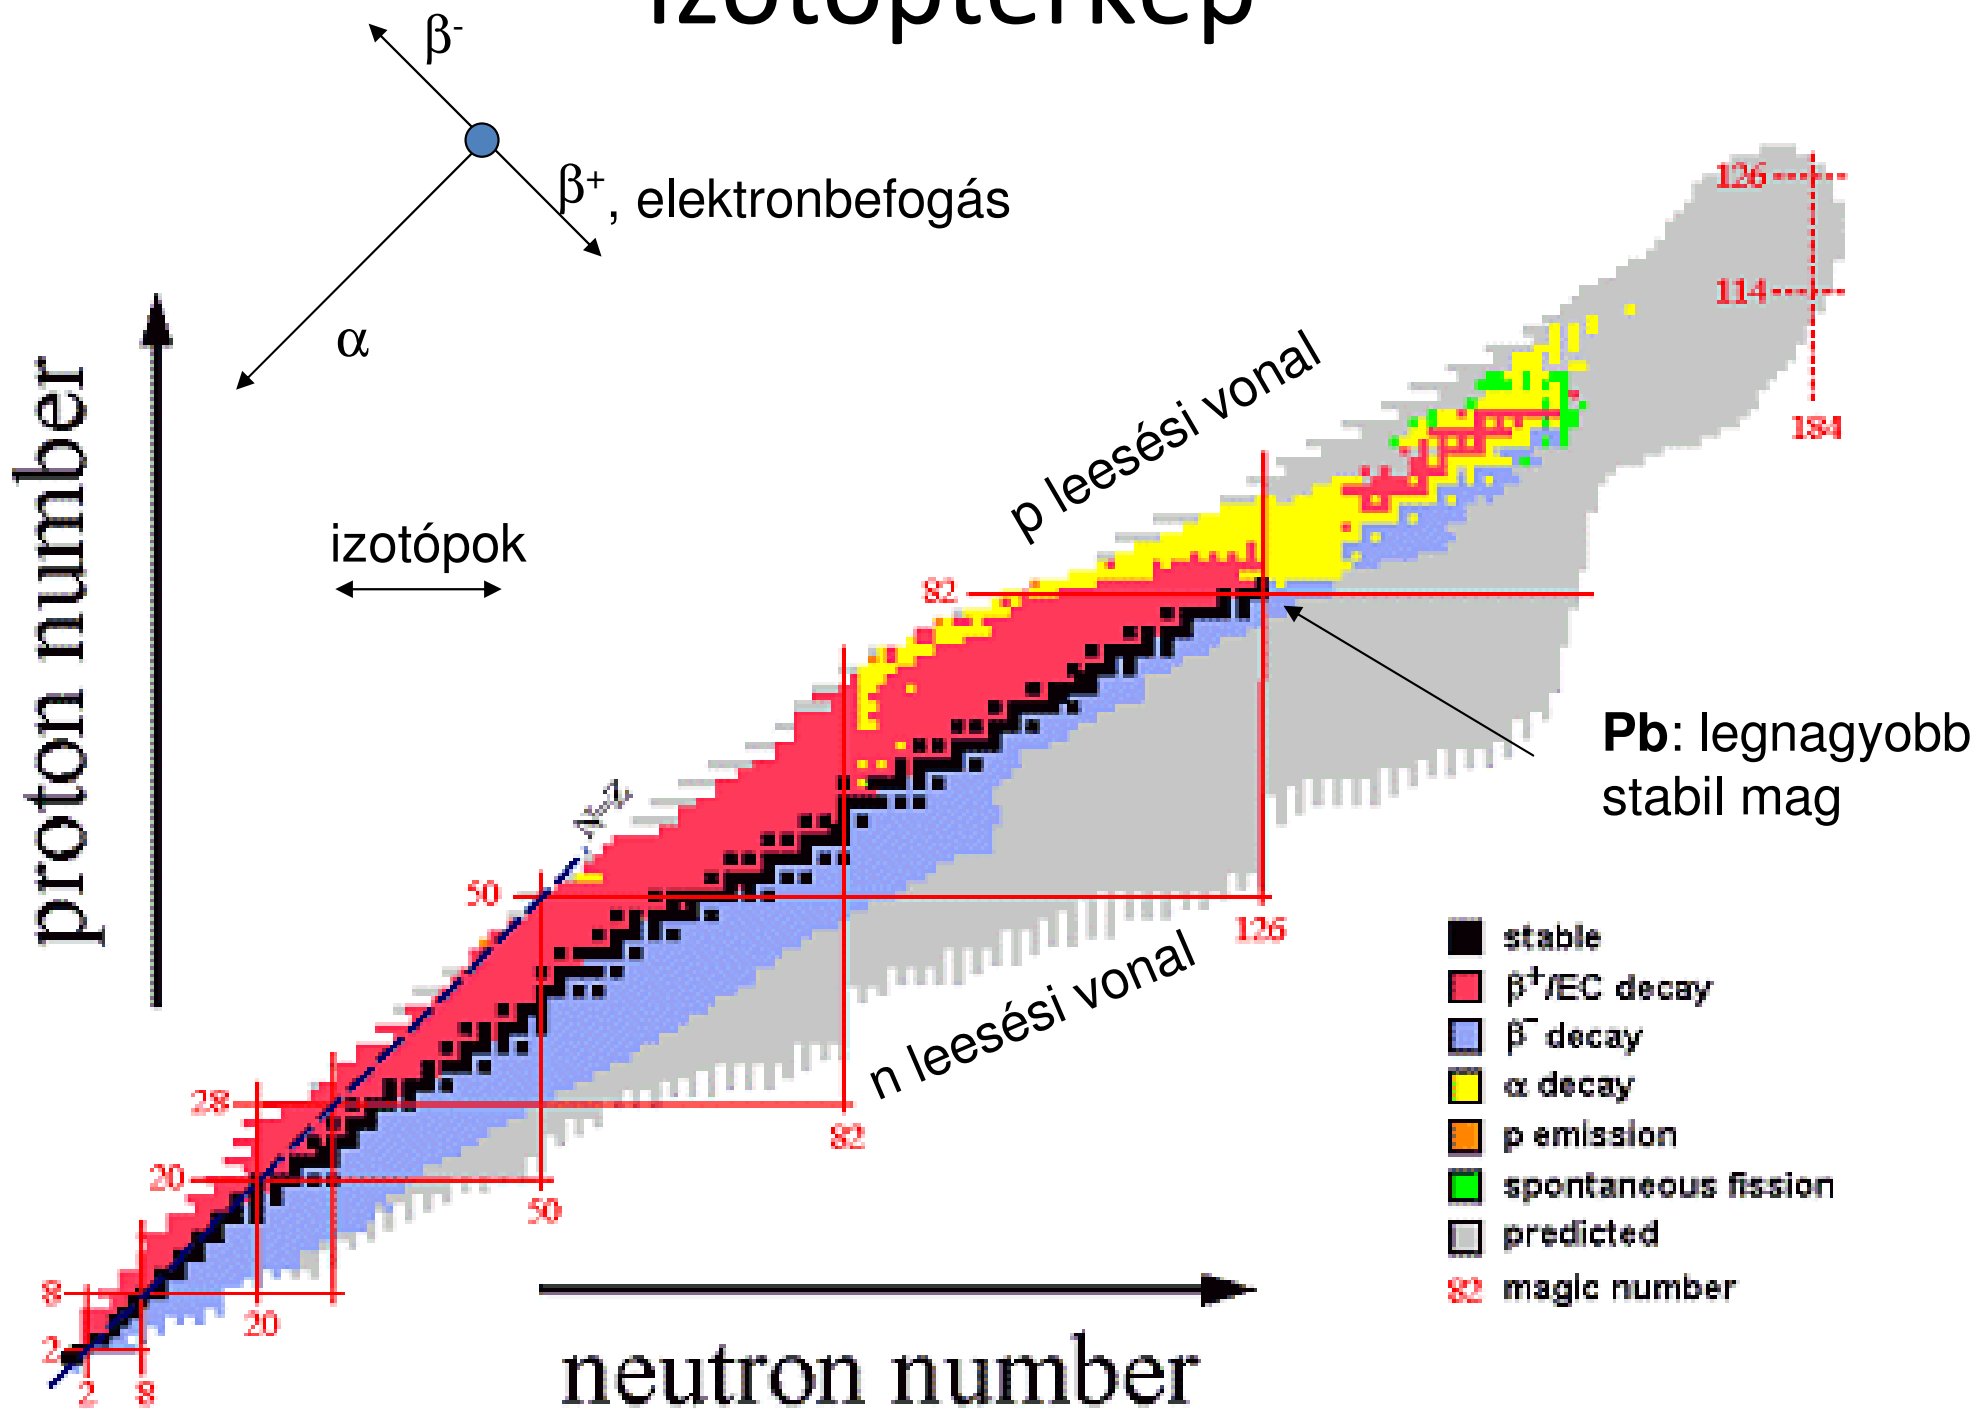 izotóptérkép
β-
β+, elektronbefogás
α
126
114
184
proton number
p leesési vonal
izotópok
82
Pb: legnagyobb
stabil mag
N=Z
50
126
n leesési vonal
stable
β+/EC decay
β- decay
α decay
p emission
spontaneous fission
predicted
82 magic number
28
82
20
50
8
20
2
2
8
neutron number